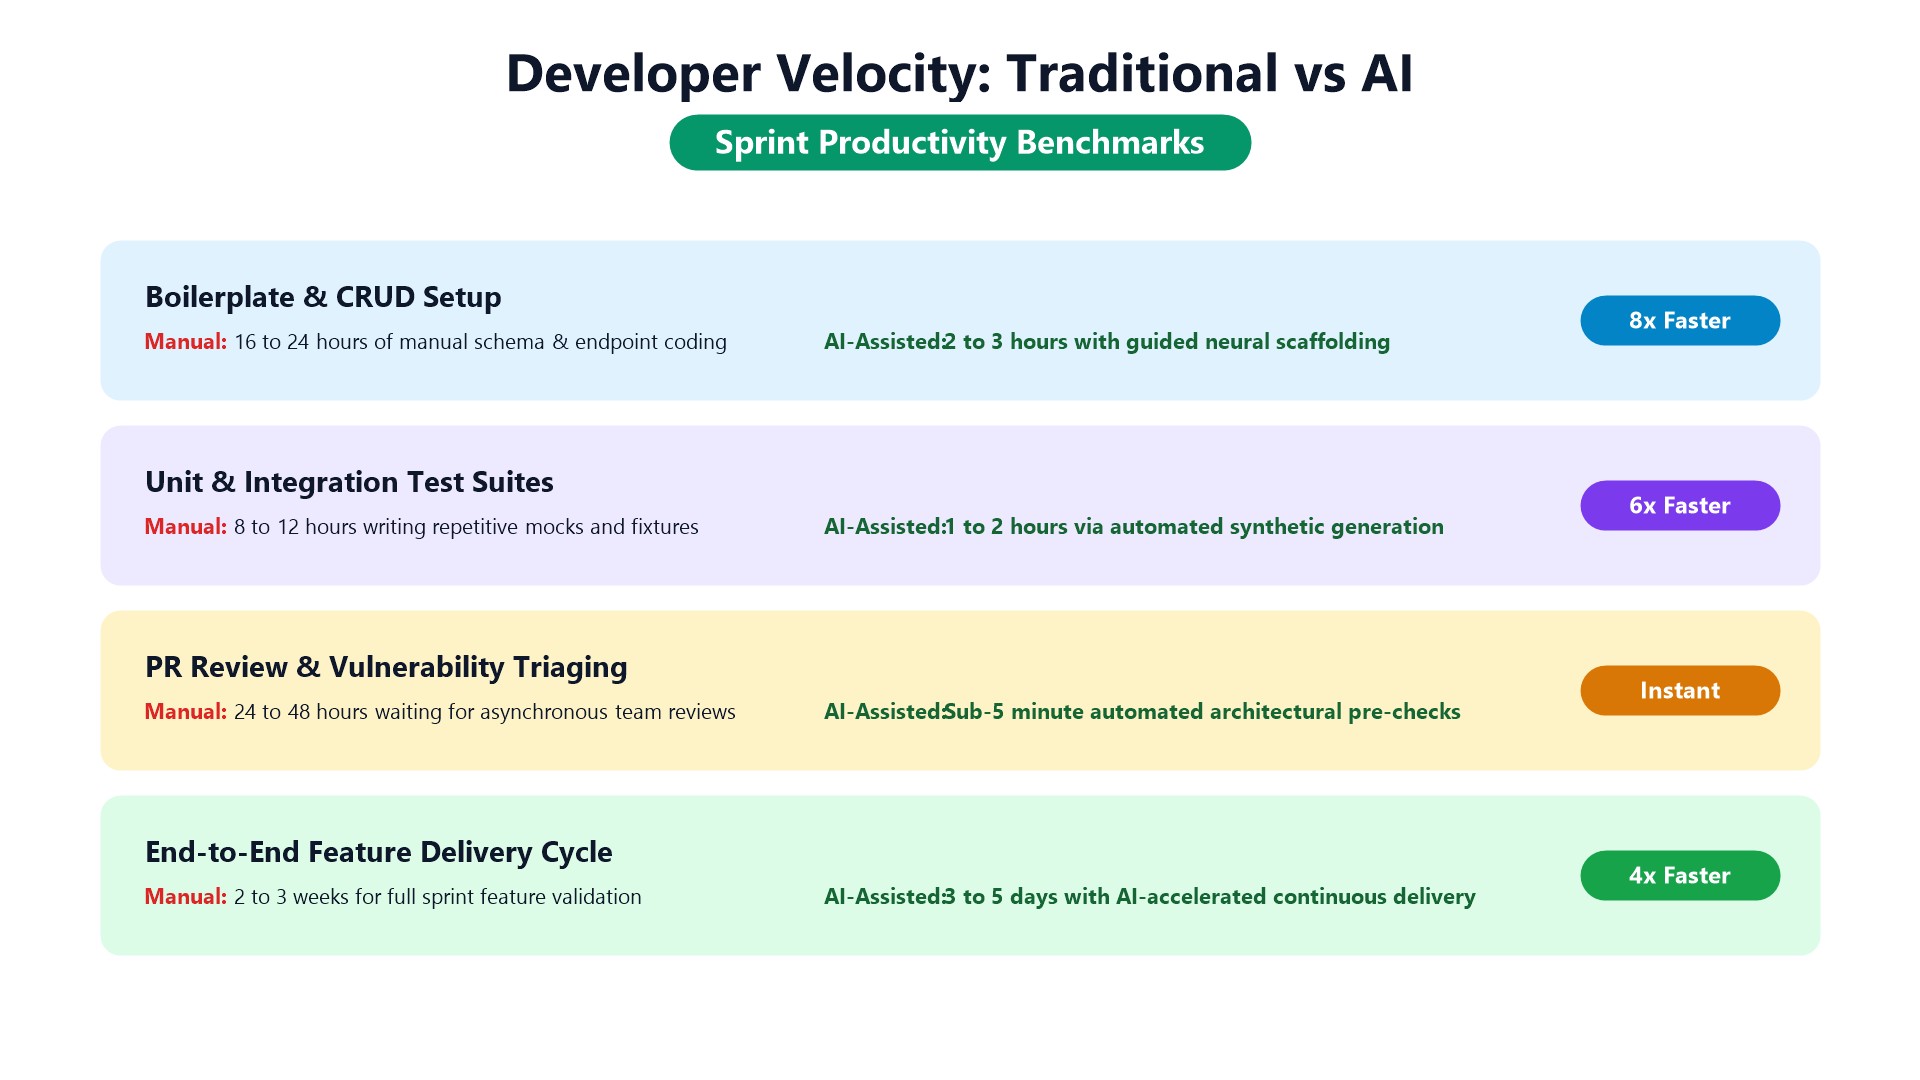 Developer Velocity: Traditional vs AI
Sprint Productivity Benchmarks
Boilerplate & CRUD Setup
Manual: 16 to 24 hours of manual schema & endpoint coding
AI-Assisted:2 to 3 hours with guided neural scaffolding
8x Faster
Unit & Integration Test Suites
Manual: 8 to 12 hours writing repetitive mocks and fixtures
AI-Assisted:1 to 2 hours via automated synthetic generation
6x Faster
PR Review & Vulnerability Triaging
Manual: 24 to 48 hours waiting for asynchronous team reviews
AI-Assisted:Sub-5 minute automated architectural pre-checks
Instant
End-to-End Feature Delivery Cycle
Manual: 2 to 3 weeks for full sprint feature validation
AI-Assisted:3 to 5 days with AI-accelerated continuous delivery
4x Faster